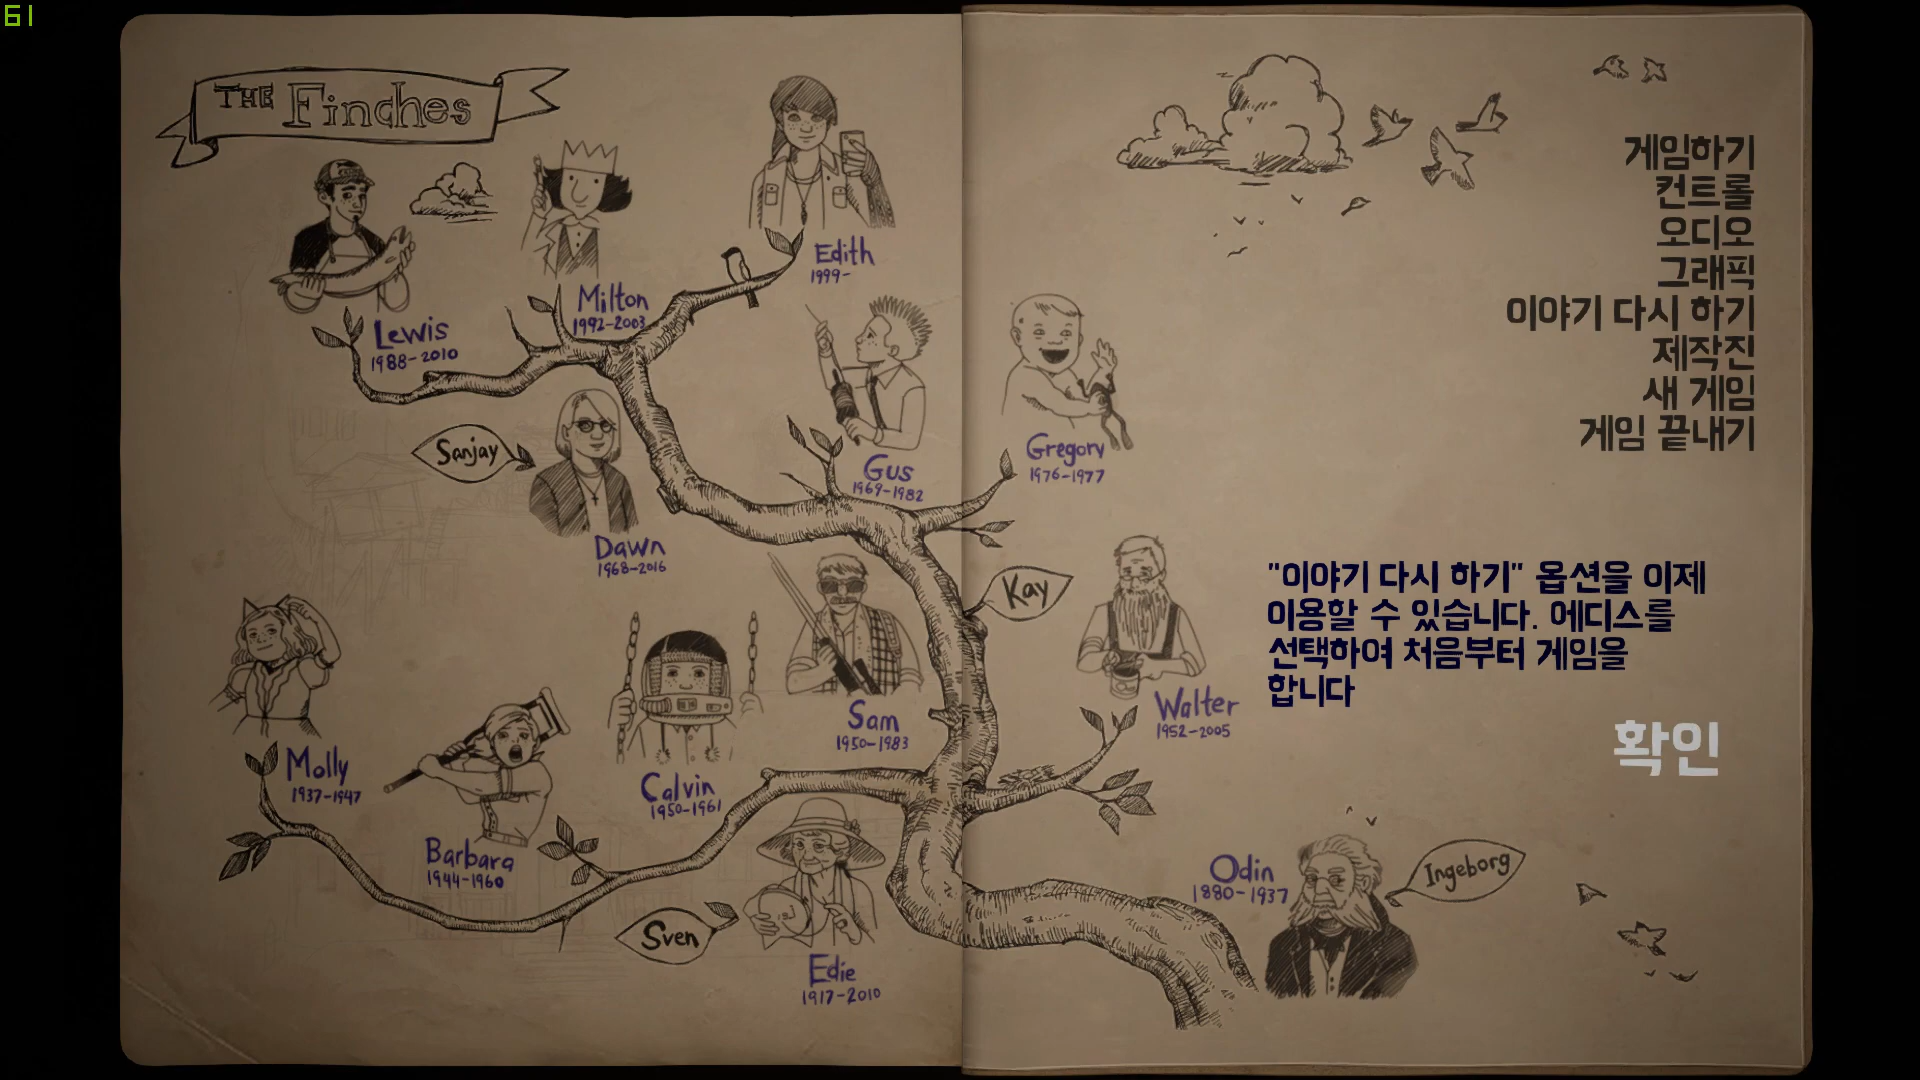 61
THE Finches
Edith
1999-
Milton
1992-2003
Lewis
1988-2010
Sanjay
Gus
1969-1982
Gregory
1976-1977
Dawn
1968-2016
Kay
Sam
1950-1983
Walter
1952-2005
Molly
1937-1947
Calvin
1950-1961
Barbara
1944-1960
Sven
Edie
1917-2010
Odin
1880-1937
Ingeborg
게임하기
컨트롤
오디오
그래픽
이야기 다시 하기
제작진
새 게임
게임 끝내기
"이야기 다시 하기" 옵션을 이제
이용할 수 있습니다. 에디스를
선택하여 처음부터 게임을
합니다
확인